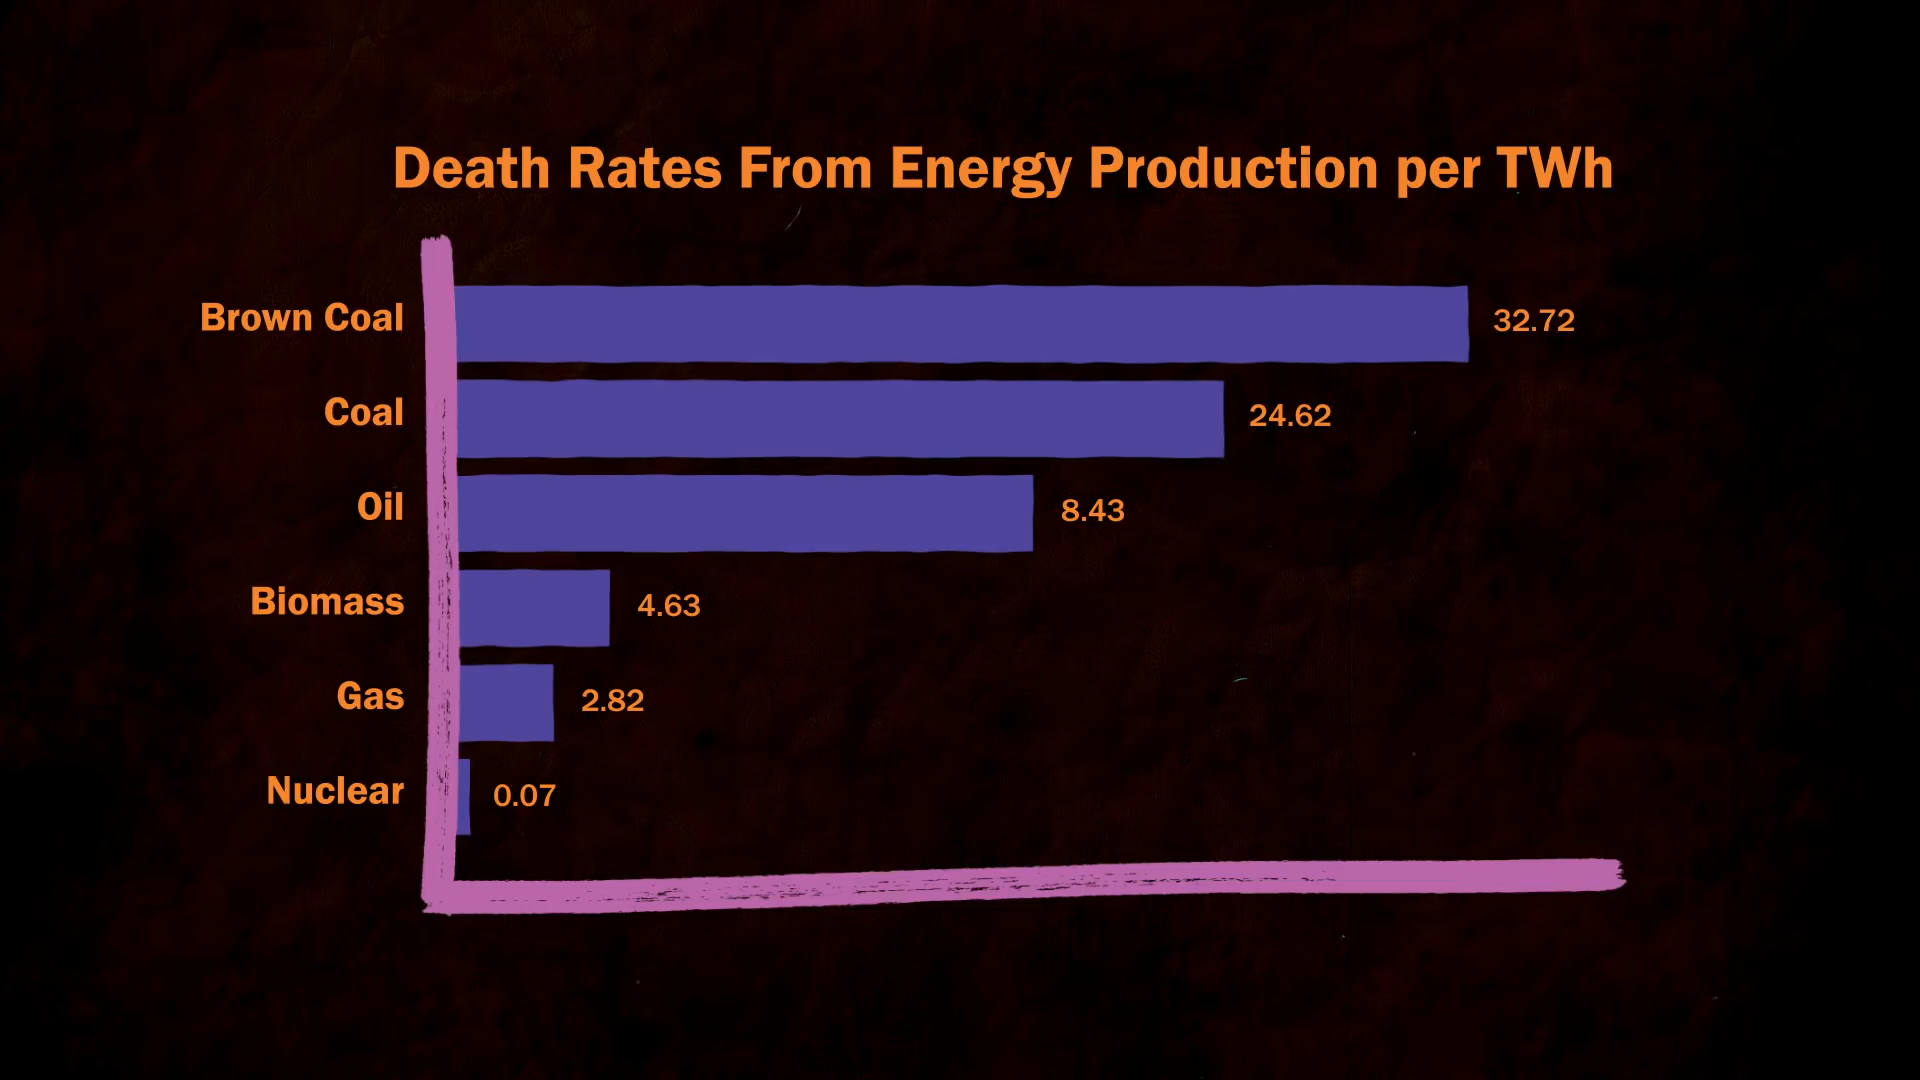 Death Rates From Energy Production per TWh
Brown Coal 32.72
Coal 24.62
Oil 8.43
Biomass 4.63
Gas 2.82
Nuclear 0.07